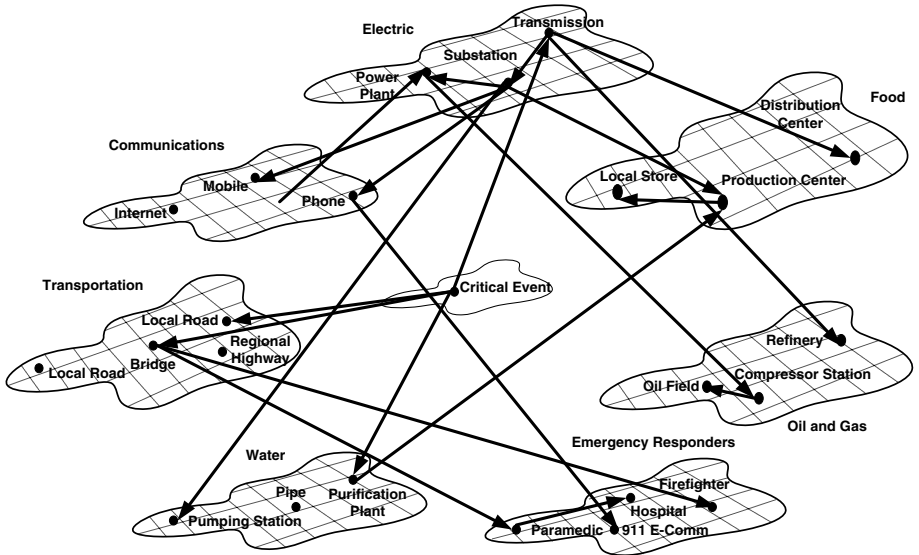 Transmission
Electric
Substation
Power
Plant
Food
Distribution
Center
Communications
Production Center
Local Store
Mobile
Phone
Internet
Transportation
Critical Event
Local Road
Regional
Highway
Bridge
Local Road
Refinery
Compressor Station
Oil Field
Oil and Gas
Emergency Responders
Water
Firefighter
Pipe
Purification
Plant
Hospital
Pumping Station
Paramedic
911 E-Comm